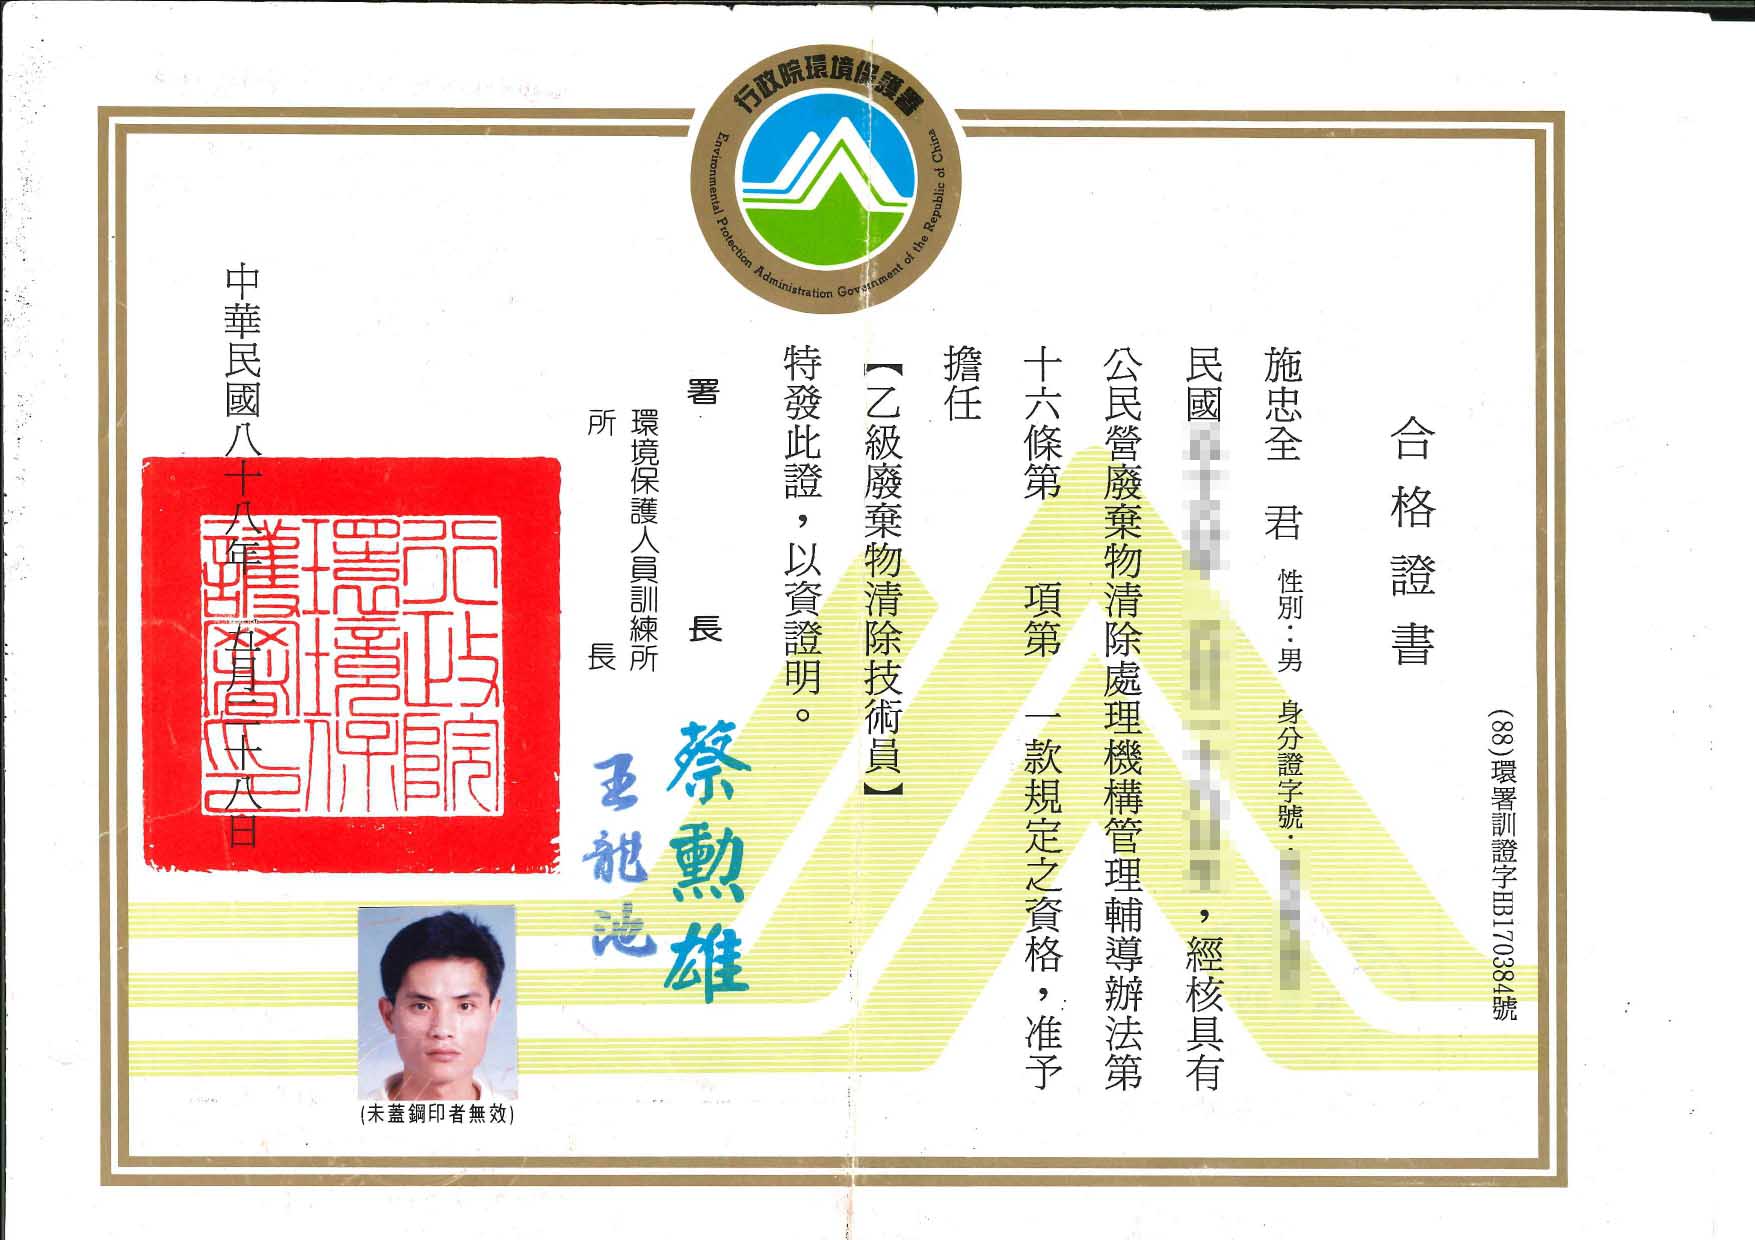 行政院環境保護署
Environmental Protection Administration Government of the Republic of China
(88)環署訓證字HB170384號
合格證書
施忠全 君 性別：男 身分證字號：
民國 ，經核具有
公民營廢棄物清除處理機構管理輔導辦法第
十六條第 項第 一款規定之資格，准予
擔任
【乙級廢棄物清除技術員】
特發此證，以資證明。
署 長 蔡勳雄
環境保護人員訓練所
所 長 王龍池
中華民國八十八年 五月二十八日
行政院環境保護署印
(未蓋鋼印者無效)